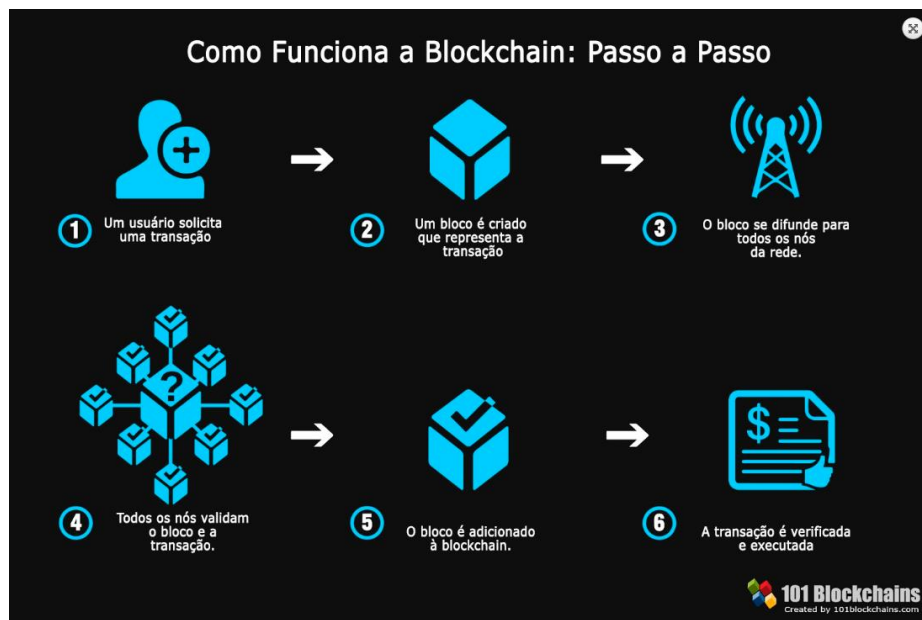 Como Funciona a Blockchain: Passo a Passo
1
Um usuário solicita
uma transação
2
Um bloco é criado
que representa a
transação
3
O bloco se difunde para
todos os nós
da rede.
?
4
Todos os nós validam
o bloco e a
transação.
5
O bloco é adicionado
à blockchain.
$
6
A transação é verificada
e executada
101 Blockchains
Created by 101blockchains.com